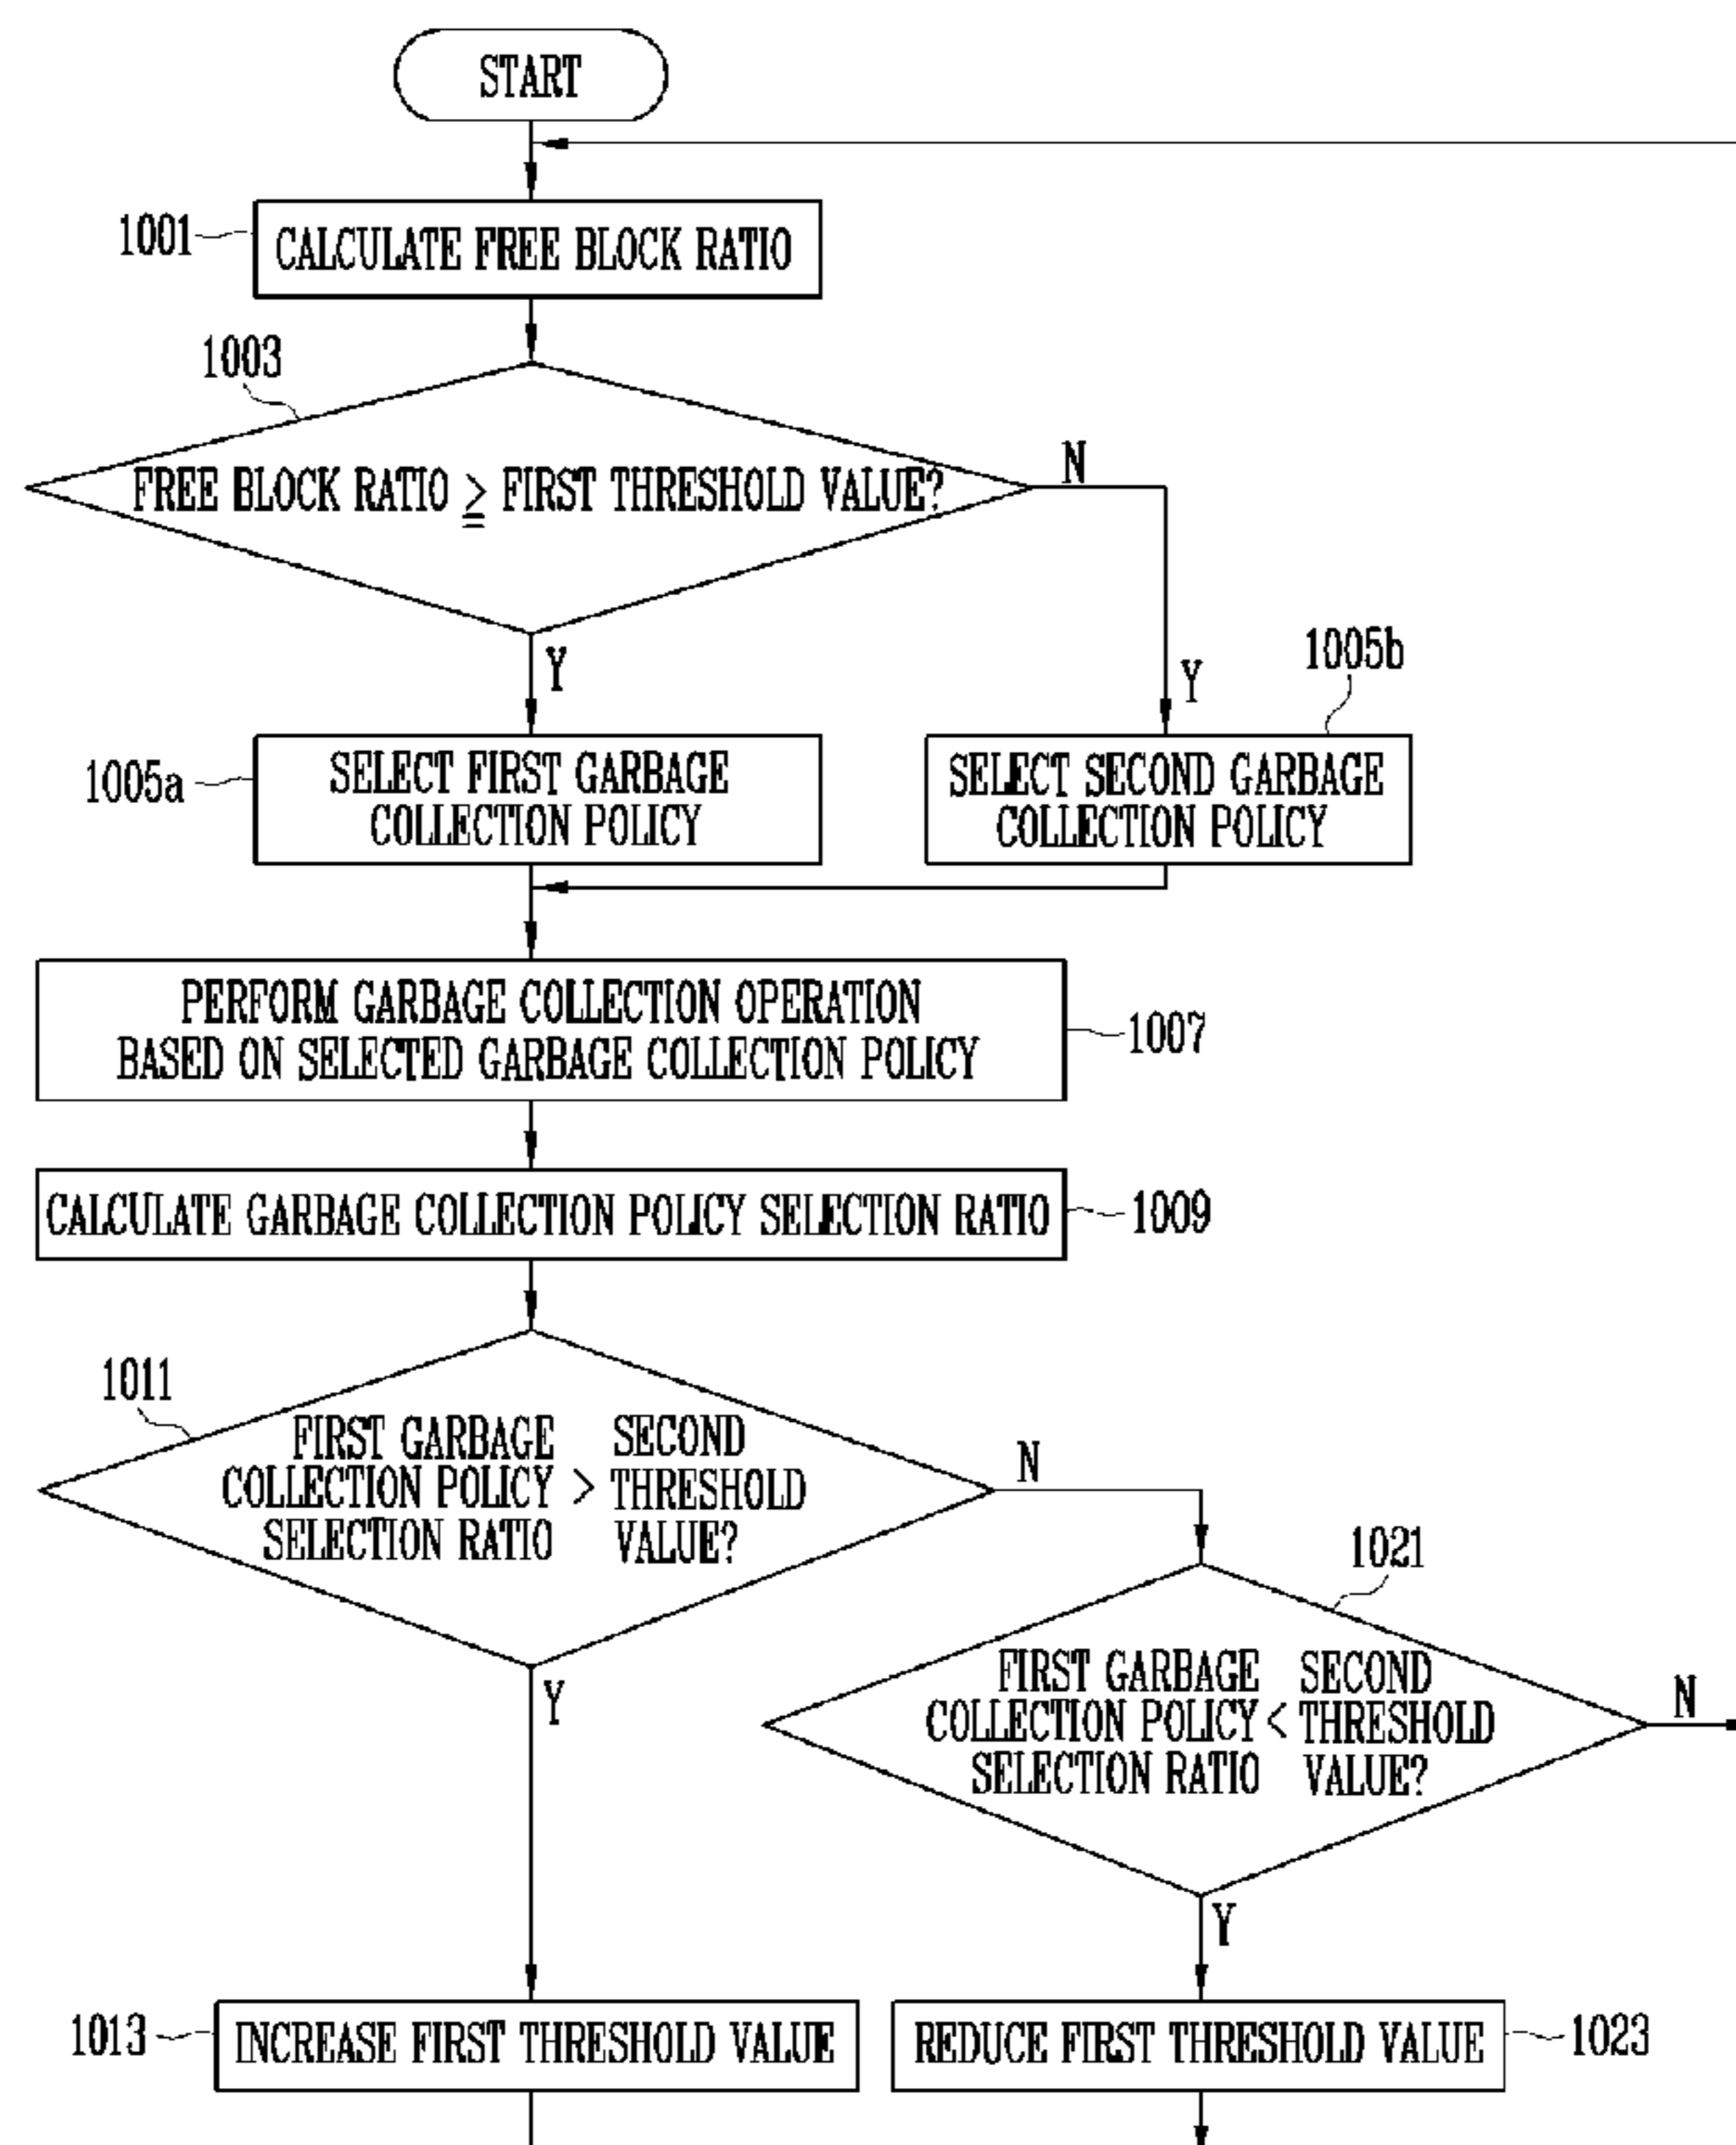 START
1001
CALCULATE FREE BLOCK RATIO
1003
FREE BLOCK RATIO ≧ FIRST THRESHOLD VALUE?
N
Y
Y
1005a
SELECT FIRST GARBAGE
COLLECTION POLICY
1005b
SELECT SECOND GARBAGE
COLLECTION POLICY
PERFORM GARBAGE COLLECTION OPERATION
BASED ON SELECTED GARBAGE COLLECTION POLICY
1007
CALCULATE GARBAGE COLLECTION POLICY SELECTION RATIO
1009
1011
FIRST GARBAGE
COLLECTION POLICY
SELECTION RATIO
>
SECOND
THRESHOLD
VALUE?
N
Y
1021
FIRST GARBAGE
COLLECTION POLICY
SELECTION RATIO
<
SECOND
THRESHOLD
VALUE?
N
Y
1013
INCREASE FIRST THRESHOLD VALUE
REDUCE FIRST THRESHOLD VALUE
1023